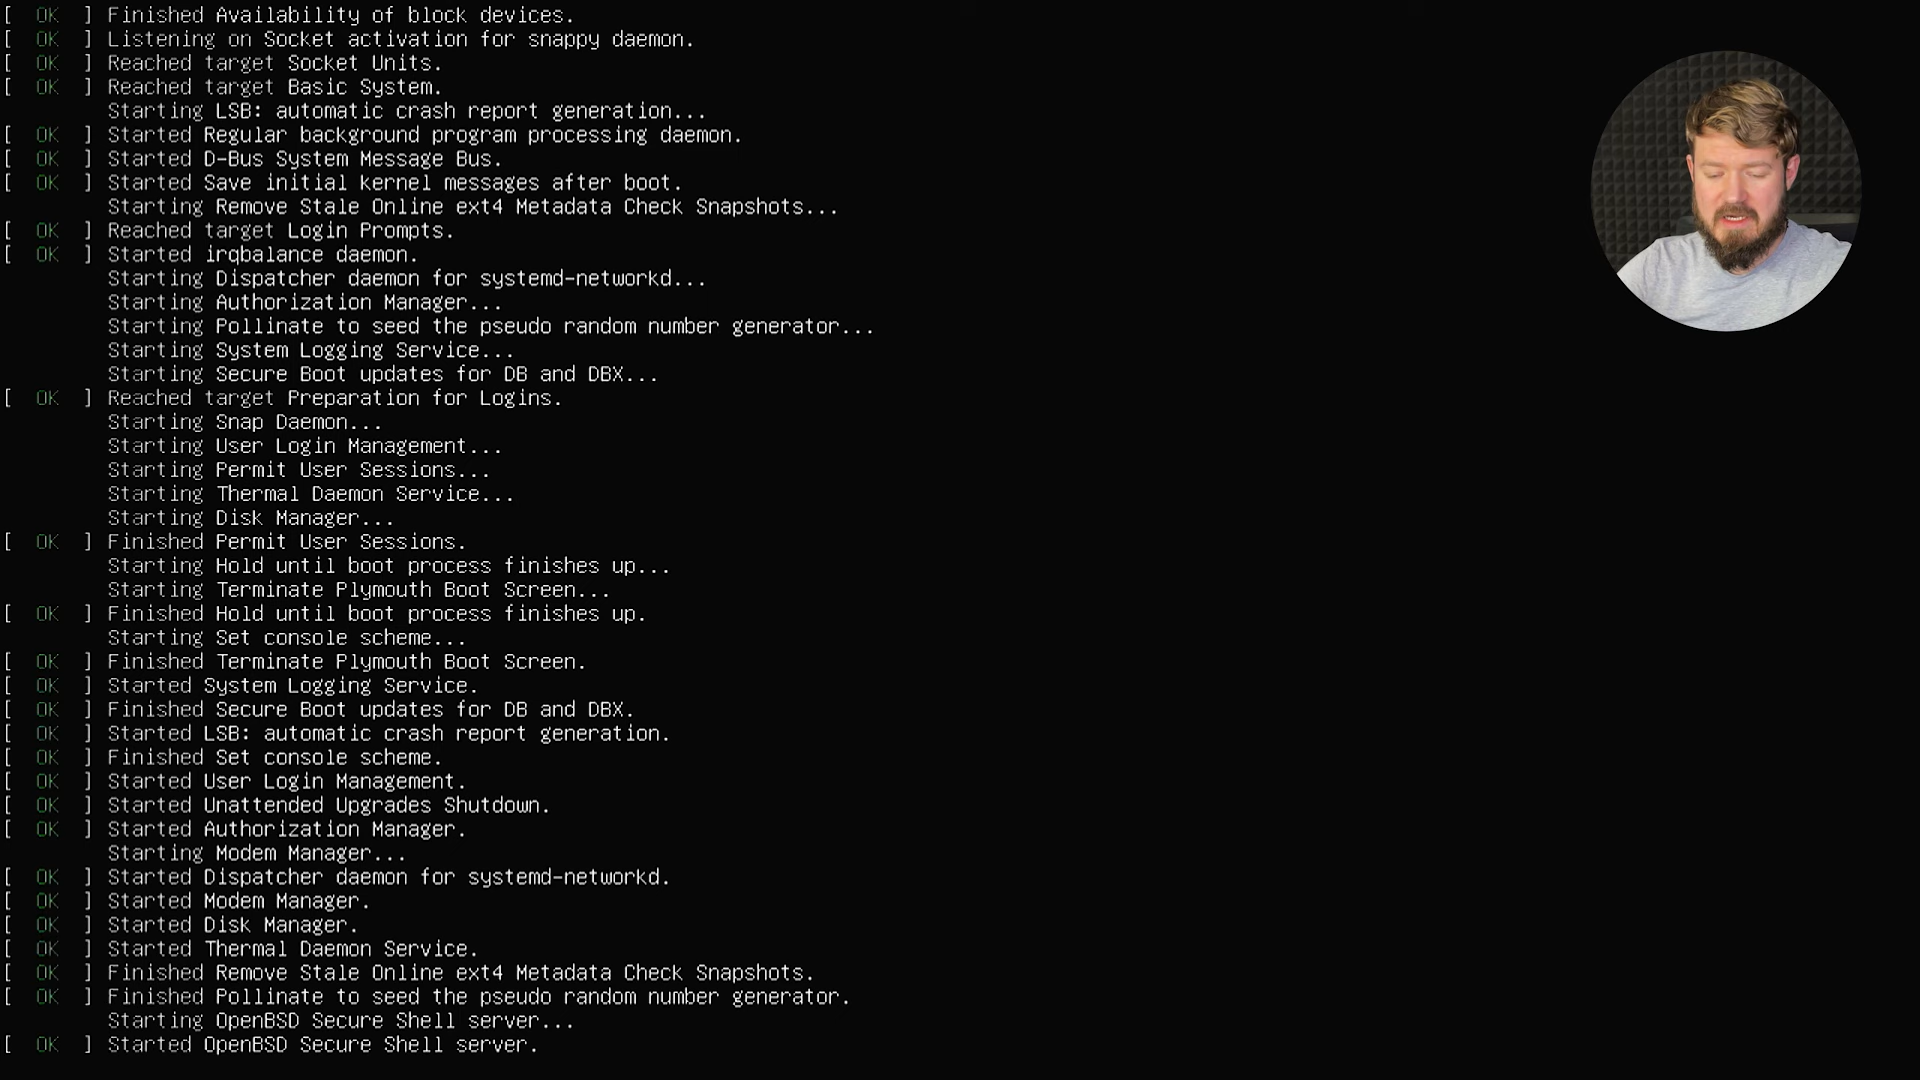 [  OK  ] Finished Availability of block devices.
[  OK  ] Listening on Socket activation for snappy daemon.
[  OK  ] Reached target Socket Units.
[  OK  ] Reached target Basic System.
Starting LSB: automatic crash report generation...
[  OK  ] Started Regular background program processing daemon.
[  OK  ] Started D-Bus System Message Bus.
[  OK  ] Started Save initial kernel messages after boot.
Starting Remove Stale Online ext4 Metadata Check Snapshots...
[  OK  ] Reached target Login Prompts.
[  OK  ] Started irqbalance daemon.
Starting Dispatcher daemon for systemd-networkd...
Starting Authorization Manager...
Starting Pollinate to seed the pseudo random number generator...
Starting System Logging Service...
Starting Secure Boot updates for DB and DBX...
[  OK  ] Reached target Preparation for Logins.
Starting Snap Daemon...
Starting User Login Management...
Starting Permit User Sessions...
Starting Thermal Daemon Service...
Starting Disk Manager...
[  OK  ] Finished Permit User Sessions.
Starting Hold until boot process finishes up...
Starting Terminate Plymouth Boot Screen...
[  OK  ] Finished Hold until boot process finishes up.
Starting Set console scheme...
[  OK  ] Finished Terminate Plymouth Boot Screen.
[  OK  ] Started System Logging Service.
[  OK  ] Finished Secure Boot updates for DB and DBX.
[  OK  ] Started LSB: automatic crash report generation.
[  OK  ] Finished Set console scheme.
[  OK  ] Started User Login Management.
[  OK  ] Started Unattended Upgrades Shutdown.
[  OK  ] Started Authorization Manager.
Starting Modem Manager...
[  OK  ] Started Dispatcher daemon for systemd-networkd.
[  OK  ] Started Modem Manager.
[  OK  ] Started Disk Manager.
[  OK  ] Started Thermal Daemon Service.
[  OK  ] Finished Remove Stale Online ext4 Metadata Check Snapshots.
[  OK  ] Finished Pollinate to seed the pseudo random number generator.
Starting OpenBSD Secure Shell server...
[  OK  ] Started OpenBSD Secure Shell server.